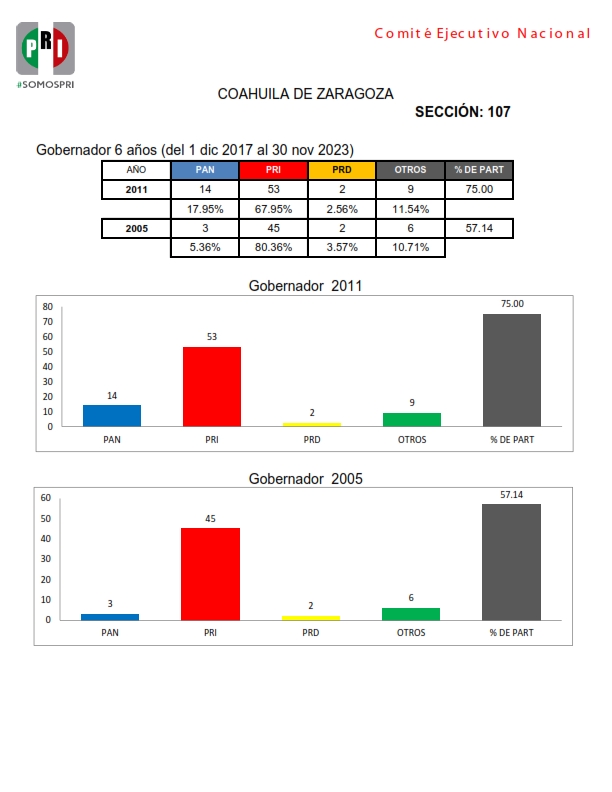 PRI
#SOMOSPRI
Comité Ejecutivo Nacional
COAHUILA DE ZARAGOZA
SECCIÓN: 107
Gobernador 6 años (del 1 dic 2017 al 30 nov 2023)
AÑO PAN PRI PRD OTROS % DE PART
2011 14 53 2 9 75.00
17.95% 67.95% 2.56% 11.54%
2005 3 45 2 6 57.14
5.36% 80.36% 3.57% 10.71%
Gobernador 2011
80
70
60
50
40
30
20
10
0
14
53
2
9
75.00
PAN PRI PRD OTROS % DE PART
Gobernador 2005
60
50
40
30
20
10
0
3
45
2
6
57.14
PAN PRI PRD OTROS % DE PART